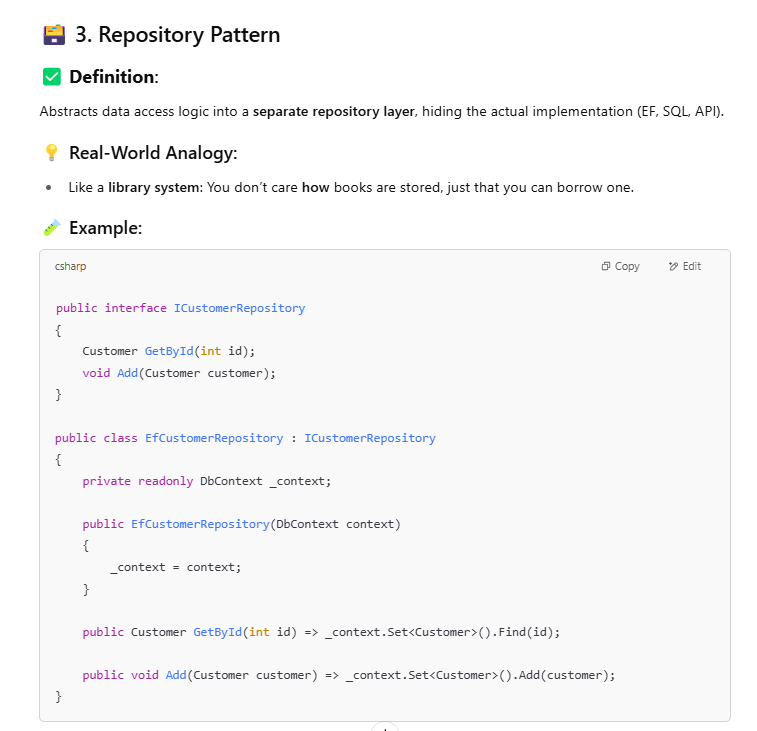 🗃️ 3. Repository Pattern
✅ Definition:
Abstracts data access logic into a separate repository layer, hiding the actual implementation (EF, SQL, API).
💡 Real-World Analogy:
• Like a library system: You don’t care how books are stored, just that you can borrow one.
🧪 Example:
csharp Copy Edit
public interface ICustomerRepository
{
    Customer GetById(int id);
    void Add(Customer customer);
}
public class EfCustomerRepository : ICustomerRepository
{
    private readonly DbContext _context;
    public EfCustomerRepository(DbContext context)
    {
        _context = context;
    }
    public Customer GetById(int id) => _context.Set<Customer>().Find(id);
    public void Add(Customer customer) => _context.Set<Customer>().Add(customer);
}